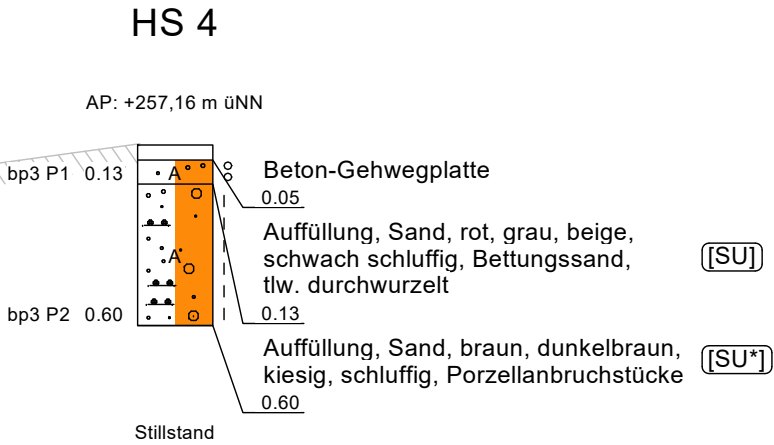 HS 4
AP: +257,16 m üNN
bp3 P1 0.13
A
Beton-Gehwegplatte
0.05
Auffüllung, Sand, rot, grau, beige,
schwach schluffig, Bettungssand,
tlw. durchwurzelt
[SU]
0.13
A
bp3 P2 0.60
Auffüllung, Sand, braun, dunkelbraun,
kiesig, schluffig, Porzellanbruchstücke
[SU*]
0.60
Stillstand